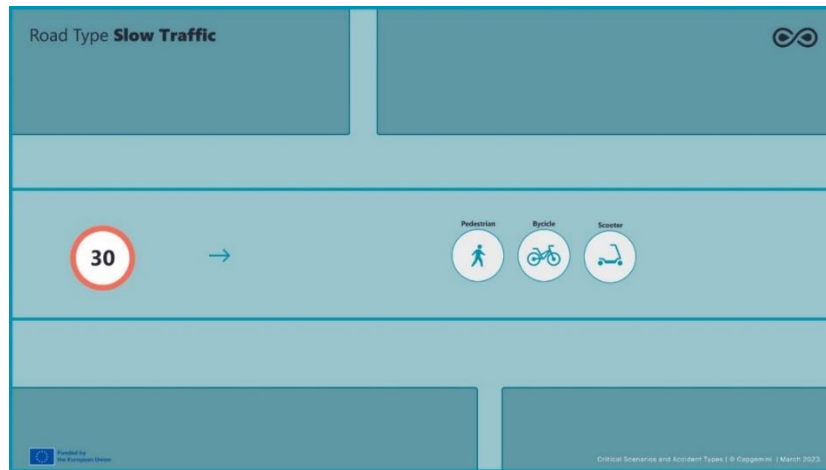 Road Type Slow Traffic
30
Pedestrian
Bycicle
Scooter
Funded by
the European Union
Critical Scenarios and Accident Types | © Capgemini | March 2023